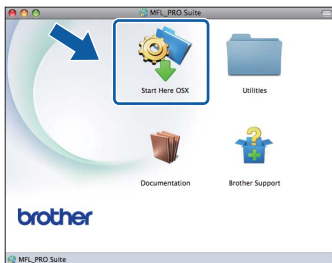 MFL_PRO Suite
Start Here OSX
Utilities
Documentation
Brother Support
brother
MFL_PRO Suite